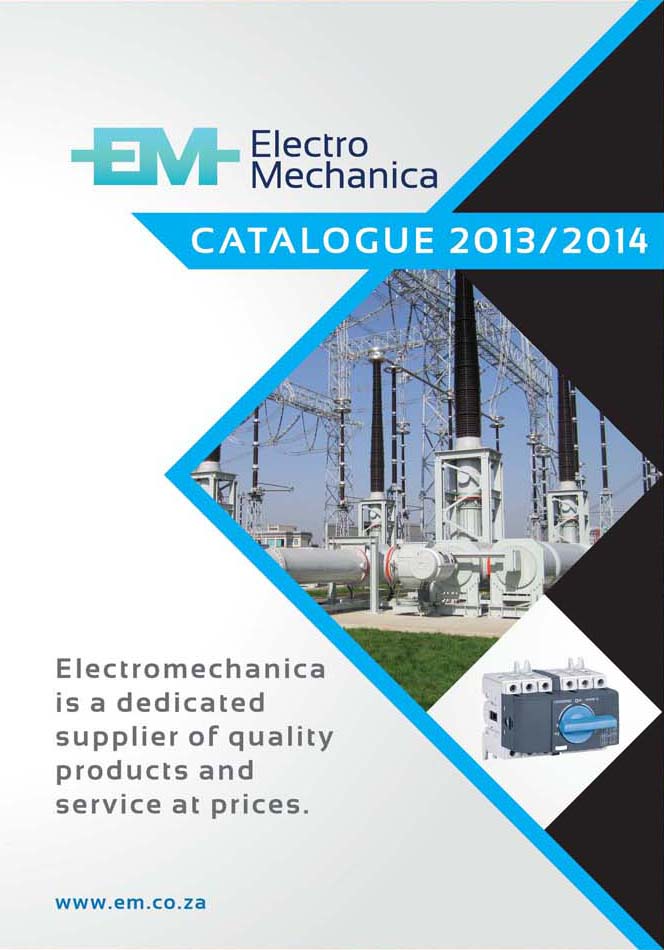 EM
Electro
Mechanica
CATALOGUE 2013/2014
Electromechanica
is a dedicated
supplier of quality
products and
service at prices.
www.em.co.za